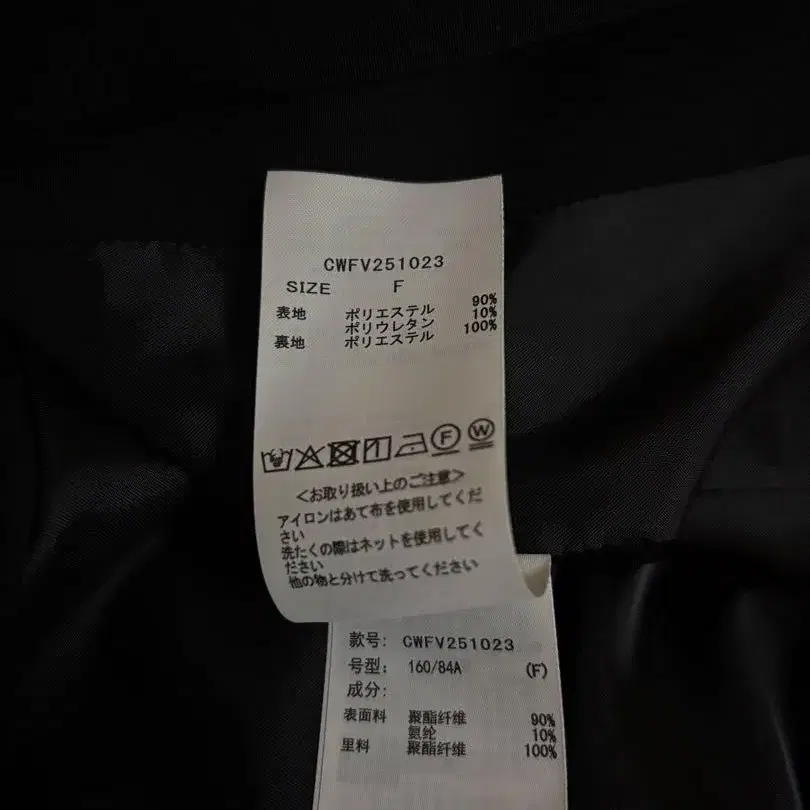 CWFV251023
SIZE F
表地 ポリエステル 90%
ポリウレタン 10%
裏地 ポリエステル 100%
F W
<お取り扱い上のご注意>
アイロンはあて布を使用してくだ
さい
洗たくの際はネットを使用してく
ださい
他の物と分けて洗ってください
款号: CWFV251023
号型: 160/84A (F)
成分:
表面料 聚酯纤维 90%
氨纶 10%
里料 聚酯纤维 100%